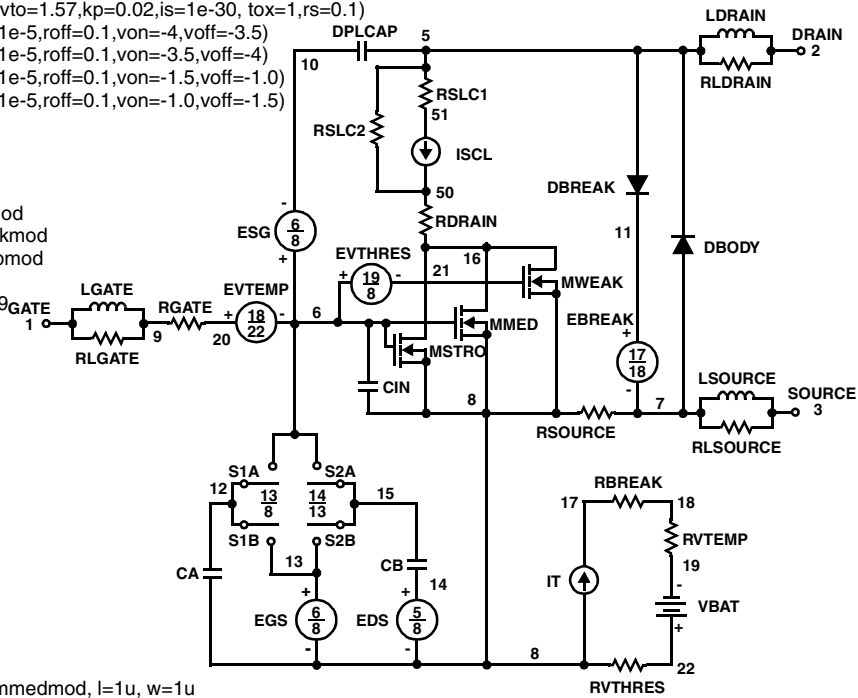 vto=1.57,kp=0.02,is=1e-30, tox=1,rs=0.1)
1e-5,roff=0.1,von=-4,voff=-3.5)
1e-5,roff=0.1,von=-3.5,voff=-4)
1e-5,roff=0.1,von=-1.5,voff=-1.0)
1e-5,roff=0.1,von=-1.0,voff=-1.5)
LDRAIN
DPLCAP 5 DRAIN
10 2
RLDRAIN
RSLC1
51
RSLC2
ISCL
50 DBREAK
od
kmod
omod
- RDRAIN
ESG 6 8 11 DBODY
+
EVTHRES 16
+ 19 8 - 21 MWEAK
LGATE EVTEMP
9 GATE RGATE + 18 22 - 6 MMED EBREAK
1 9 20 MSTRO +
RLGATE 17 18
CIN - LSOURCE
8 7 SOURCE
3
RSOURCE RLSOURCE
S1A S2A RBREAK
12 13 8 14 13 15 17 18
S1B S2B RVTEMP
13 CB 19
CA IT -
14 VBAT
+ + +
EGS 6 8 EDS 5 8
- - 8 22
RVTHRES
mmedmod, l=1u, w=1u